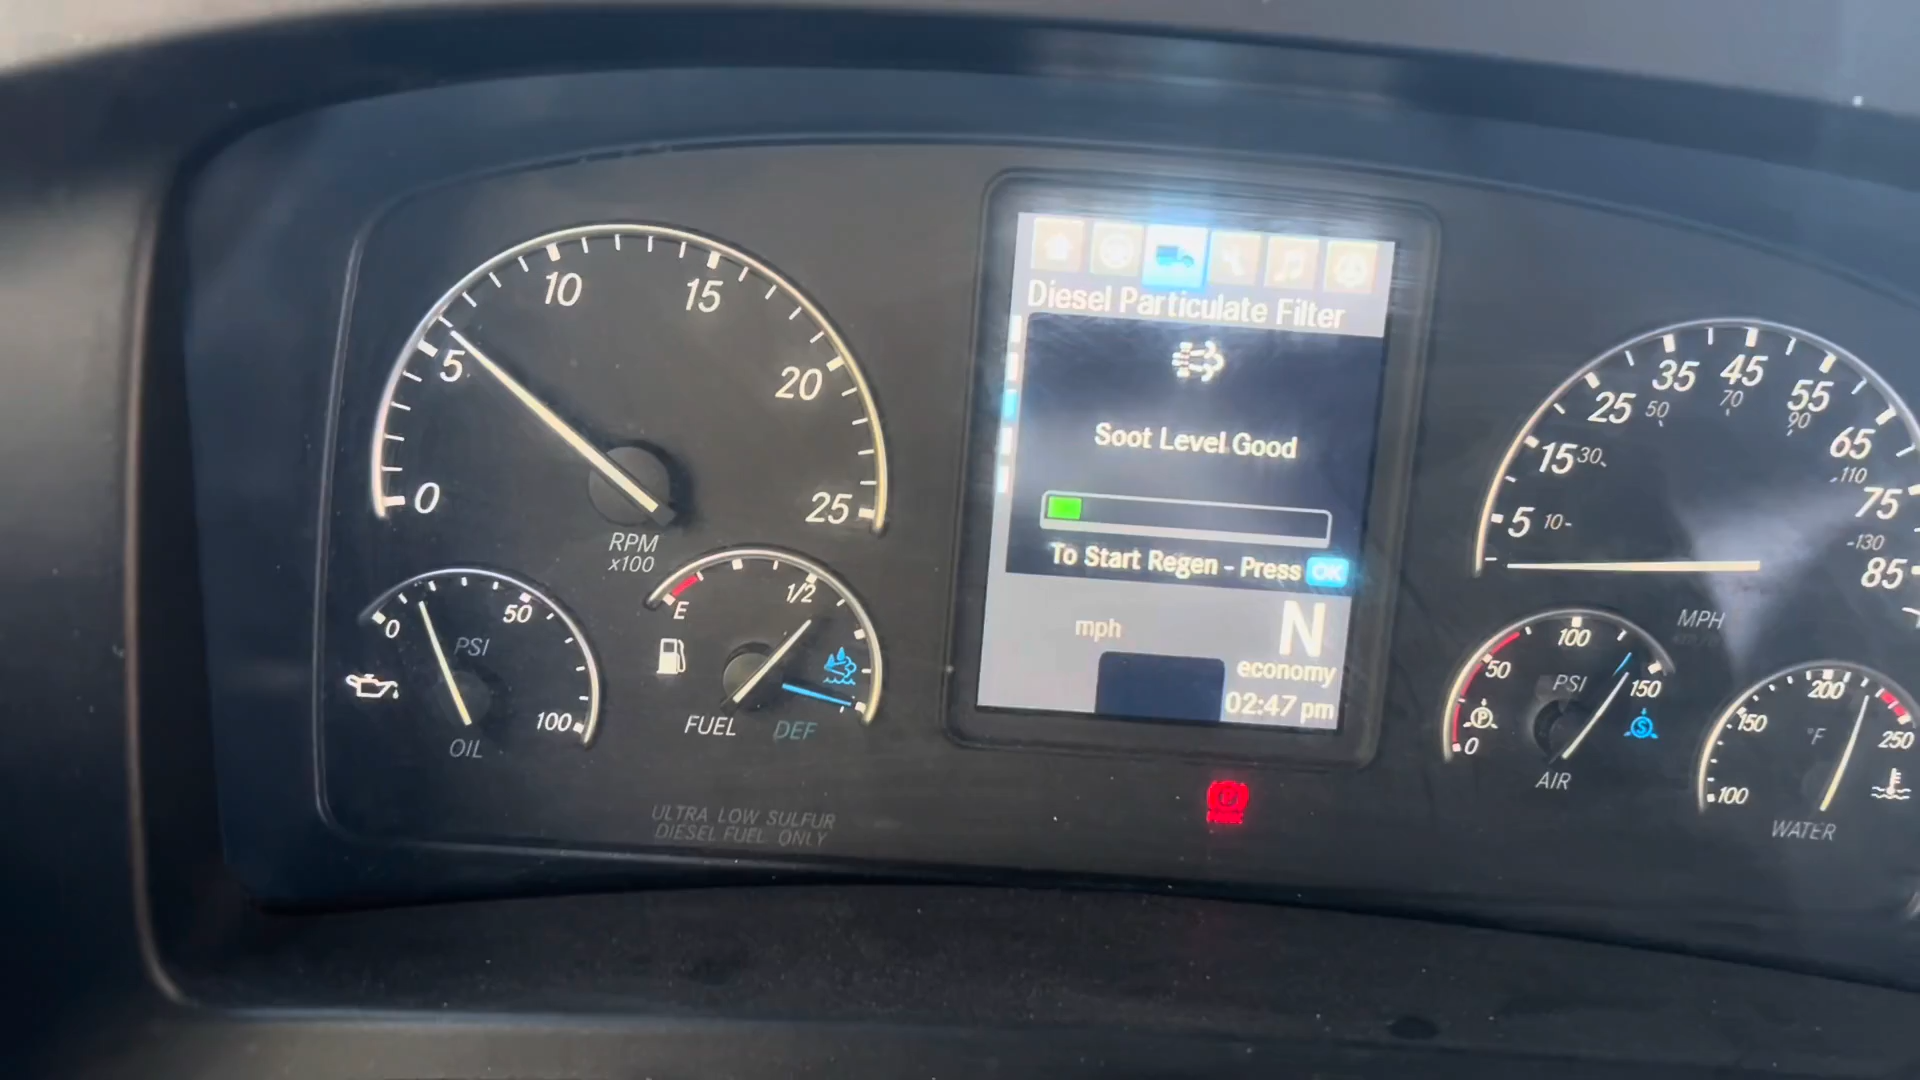 10
15
5
20
0
25
RPM
x100
0
50
PSI
100
OIL
E
1/2
FUEL
DEF
ULTRA LOW SULFUR
DIESEL FUEL ONLY
Diesel Particulate Filter
Soot Level Good
To Start Regen - Press OK
mph
N
economy
02:47 pm
5
15
25
35
45
55
65
75
85
10
30
50
70
90
110
130
MPH
0
50
100
150
PSI
P
S
AIR
100
150
200
250
°F
WATER